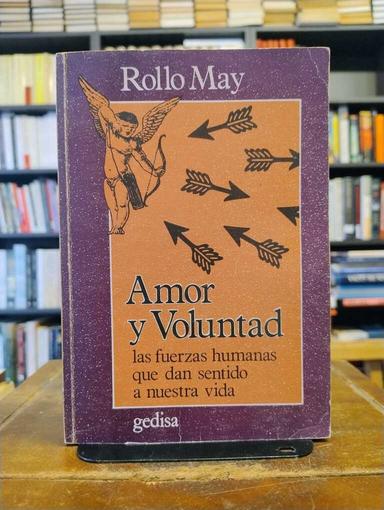 Rollo May
Amor
y Voluntad
las fuerzas humanas
que dan sentido
a nuestra vida
gedisa